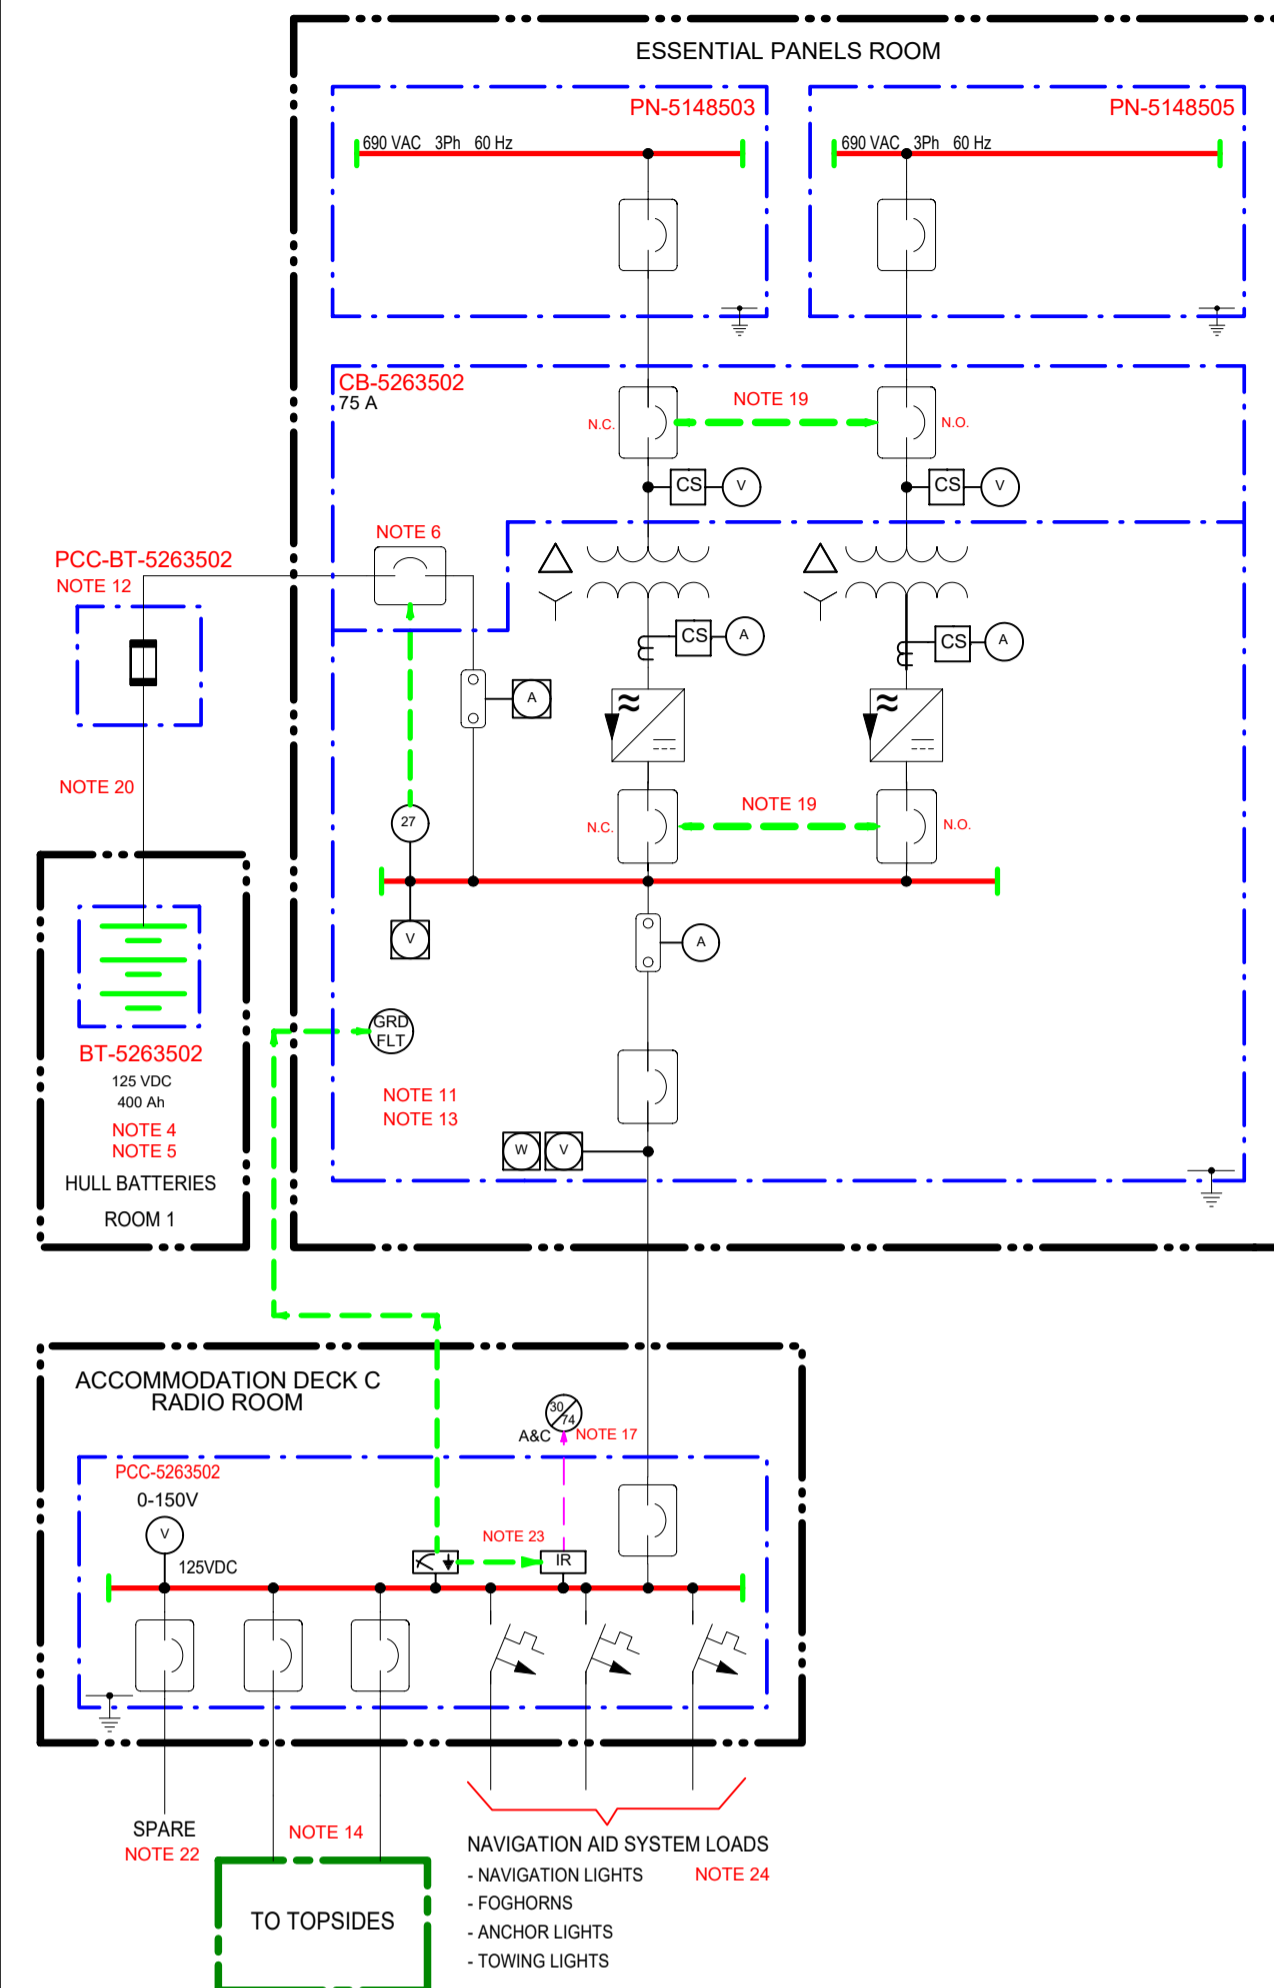 ESSENTIAL PANELS ROOM
PN-5148503
PN-5148505
690 VAC 3Ph 60 Hz
690 VAC 3Ph 60 Hz
CB-5263502
75 A
NOTE 19
N.C.
N.O.
CS
V
CS
V
NOTE 6
PCC-BT-5263502
NOTE 12
CS
A
CS
A
A
NOTE 20
NOTE 19
27
N.C.
N.O.
V
A
GRD
FLT
BT-5263502
125 VDC
400 Ah
NOTE 4
NOTE 5
HULL BATTERIES
ROOM 1
NOTE 11
NOTE 13
W
V
ACCOMMODATION DECK C
RADIO ROOM
30
74
A&C
NOTE 17
PCC-5263502
0-150V
V
125VDC
NOTE 23
IR
SPARE
NOTE 22
NOTE 14
TO TOPSIDES
NAVIGATION AID SYSTEM LOADS
- NAVIGATION LIGHTS
NOTE 24
- FOGHORNS
- ANCHOR LIGHTS
- TOWING LIGHTS